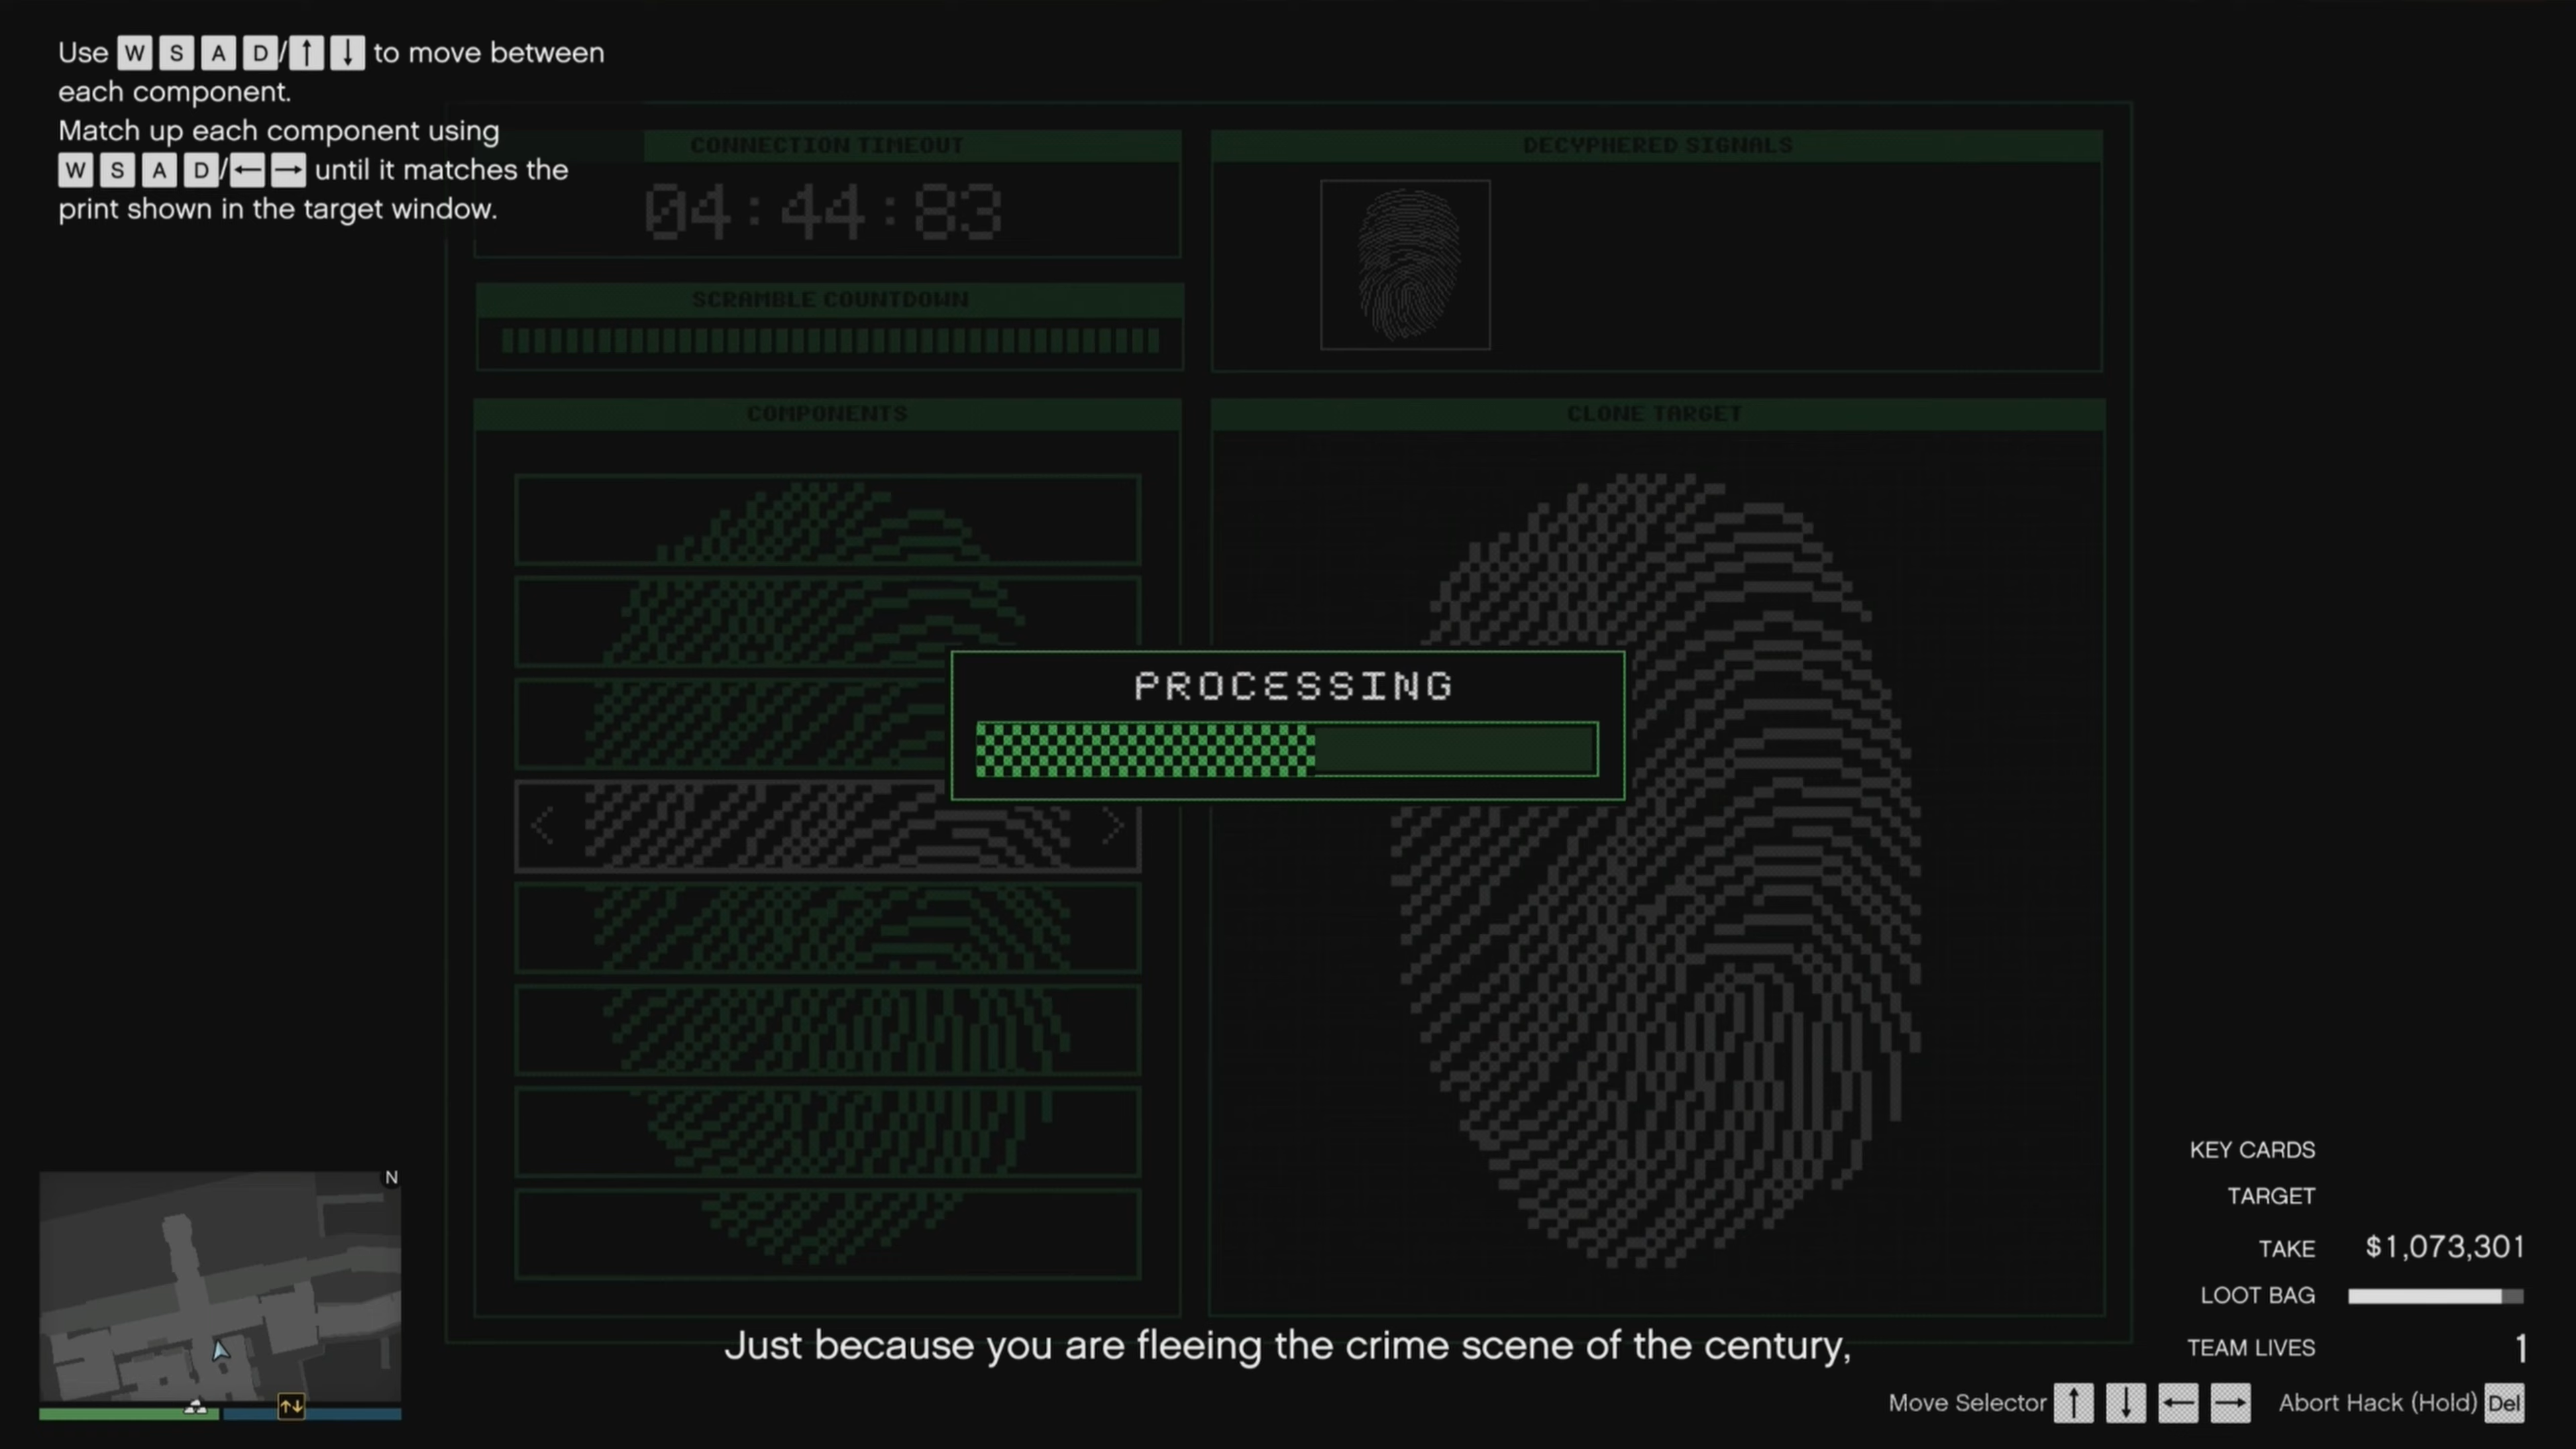 Use W S A D/↑ ↓ to move between
each component.
Match up each component using
W S A D/← → until it matches the
print shown in the target window.
CONNECTION TIMEOUT
04:44:83
DECYPHERED SIGNALS
SCRAMBLE COUNTDOWN
COMPONENTS
CLONE TARGET
PROCESSING
N
KEY CARDS
TARGET
TAKE $1,073,301
LOOT BAG
TEAM LIVES 1
Just because you are fleeing the crime scene of the century,
Move Selector ↑ ↓ ← → Abort Hack (Hold) Del